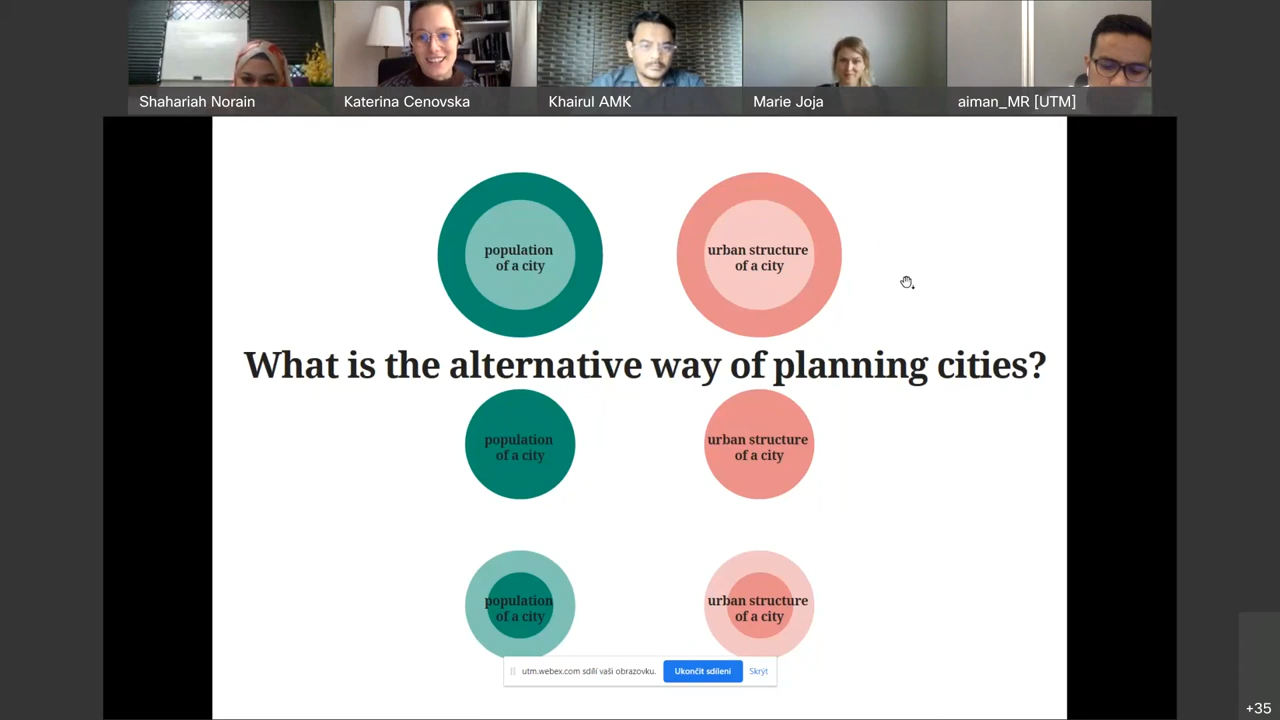 Shahariah Norain
Katerina Cenovska
Khairul AMK
Marie Joja
aiman_MR [UTM]
population
of a city
urban structure
of a city
What is the alternative way of planning cities?
population
of a city
urban structure
of a city
population
of a city
urban structure
of a city
utm.webex.com sdílí vaši obrazovku.
Ukončit sdílení
Skrýt
+35